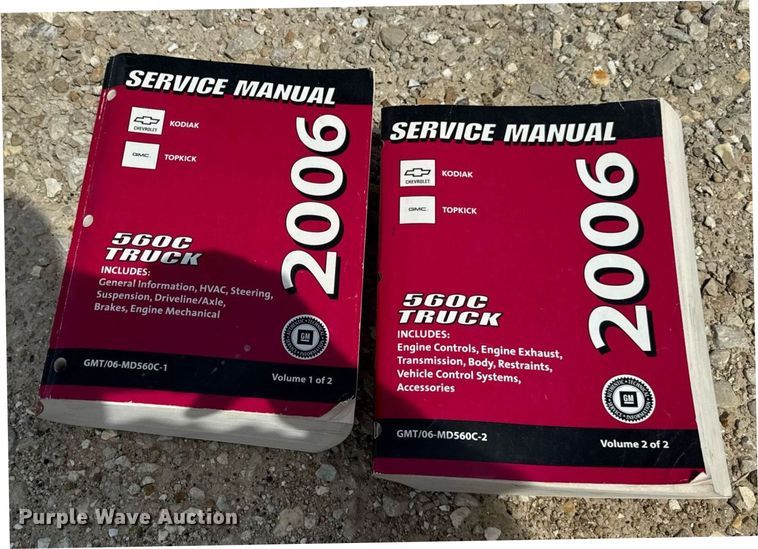 SERVICE MANUAL
CHEVROLET
KODIAK
GMC
TOPKICK
2006
560C
TRUCK
INCLUDES:
General Information, HVAC, Steering,
Suspension, Driveline/Axle,
Brakes, Engine Mechanical
GM
GMT/06-MD560C-1
Volume 1 of 2
SERVICE MANUAL
CHEVROLET
KODIAK
GMC
TOPKICK
2006
560C
TRUCK
INCLUDES:
Engine Controls, Engine Exhaust,
Transmission, Body, Restraints,
Vehicle Control Systems,
Accessories
GM
GMT/06-MD560C-2
Volume 2 of 2
Purple Wave Auction